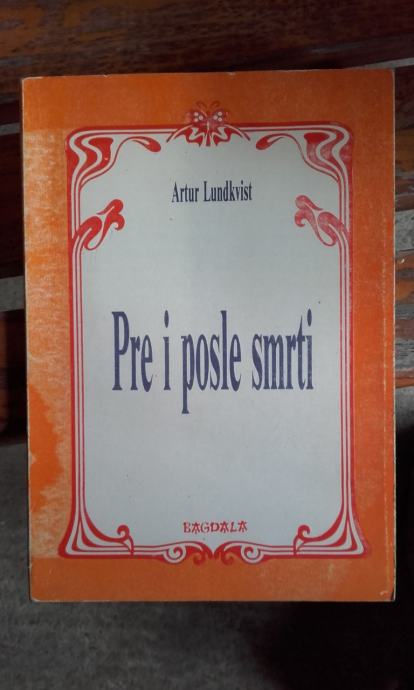 Artur Lundkvist
Pre i posle smrti
BAGDALA